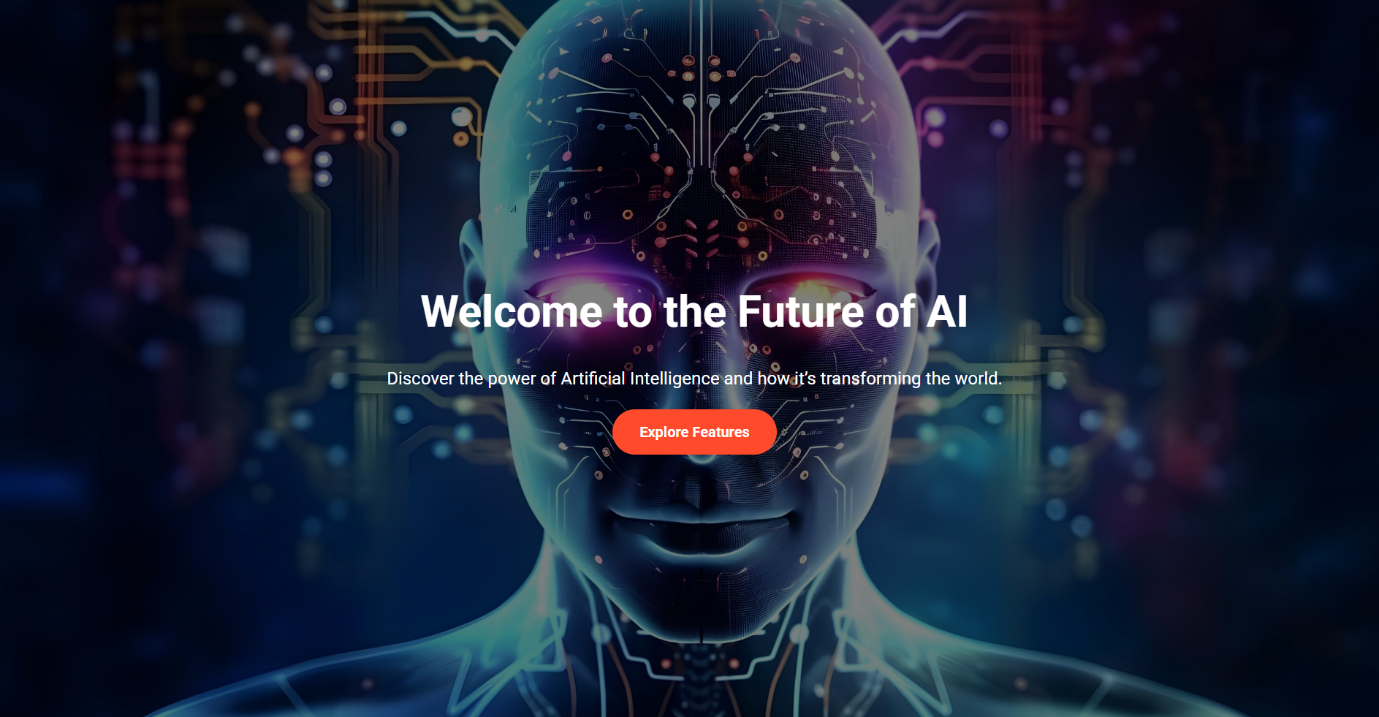 Welcome to the Future of AI
Discover the power of Artificial Intelligence and how it's transforming the world.
Explore Features